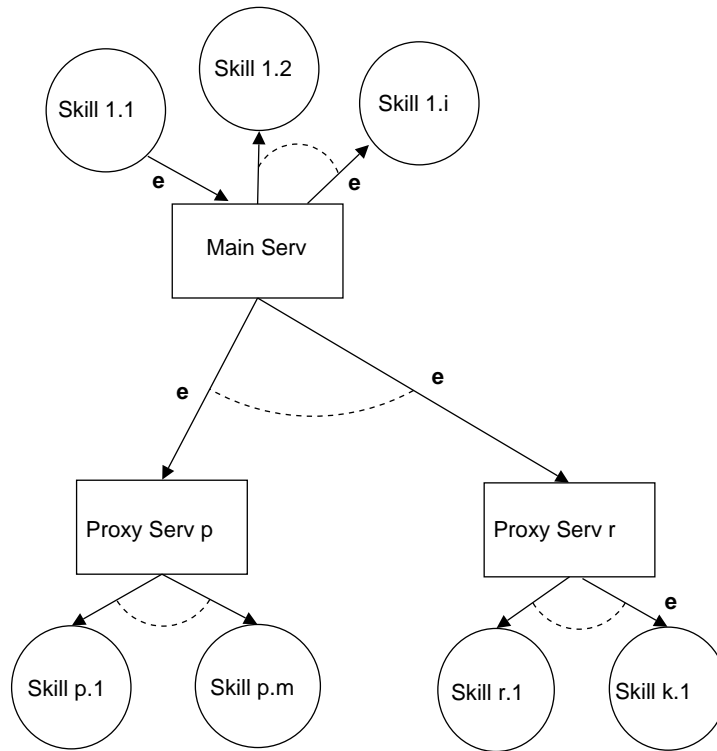 Skill 1.1
Skill 1.2
Skill 1.i
e
e
Main Serv
e
e
Proxy Serv p
Proxy Serv r
e
Skill p.1
Skill p.m
Skill r.1
Skill k.1